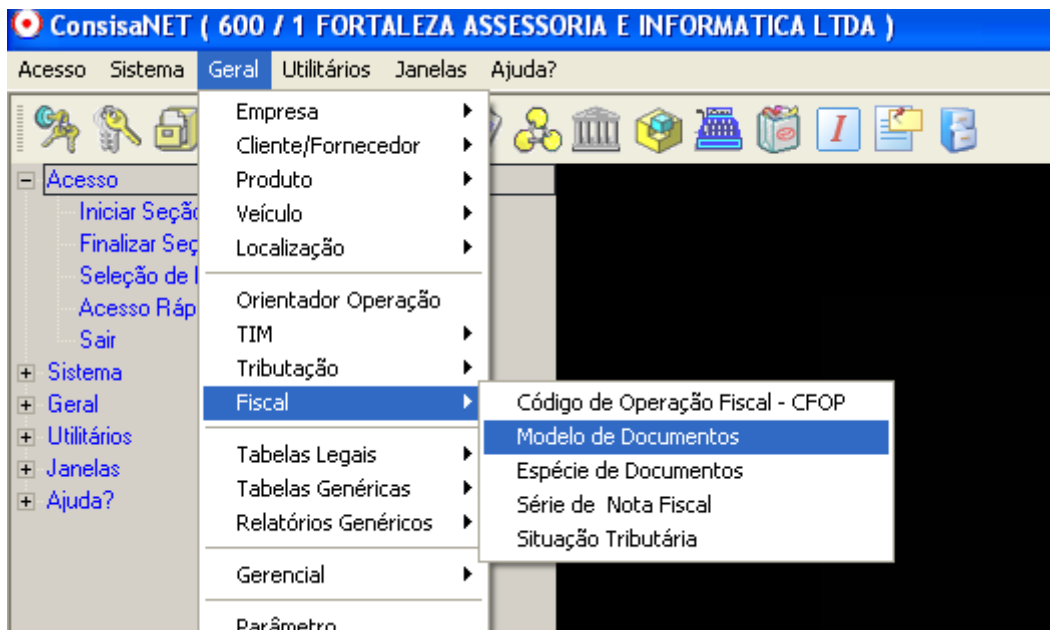 ConsisaNET ( 600 / 1 FORTALEZA ASSESSORIA E INFORMATICA LTDA )
Acesso Sistema Geral Utilitários Janelas Ajuda?
Empresa
Cliente/Fornecedor
Produto
Veículo
Localização
Orientador Operação
TIM
Tributação
Fiscal
Tabelas Legais
Tabelas Genéricas
Relatórios Genéricos
Gerencial
Parâmetro
Código de Operação Fiscal - CFOP
Modelo de Documentos
Espécie de Documentos
Série de Nota Fiscal
Situação Tributária
Acesso
Iniciar Seção
Finalizar Seç
Seleção de
Acesso Ráp
Sair
Sistema
Geral
Utilitários
Janelas
Ajuda?
I